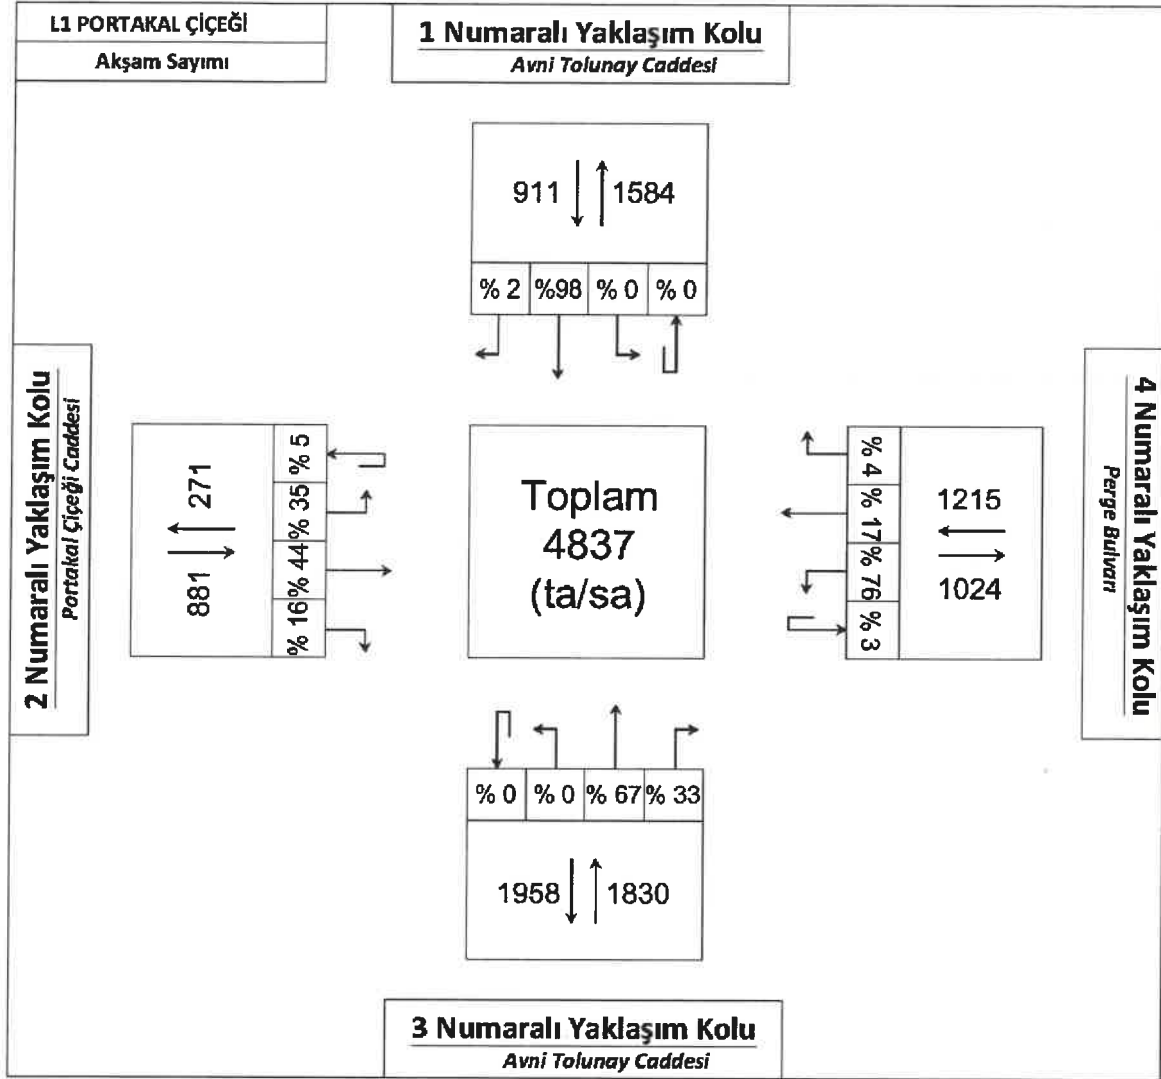 L1 PORTAKAL ÇİÇEĞİ
Akşam Sayımı
1 Numaralı Yaklaşım Kolu
Avni Tolunay Caddesi
911 1584
% 2 %98 % 0 % 0
2 Numaralı Yaklaşım Kolu
Portakal Çiçeği Caddesi
271
881
% 5
% 35
% 44
% 16
Toplam
4837
(ta/sa)
% 4
% 17
% 76
% 3
1215
1024
4 Numaralı Yaklaşım Kolu
Perge Bulvarı
% 0 % 0 % 67 % 33
1958 1830
3 Numaralı Yaklaşım Kolu
Avni Tolunay Caddesi